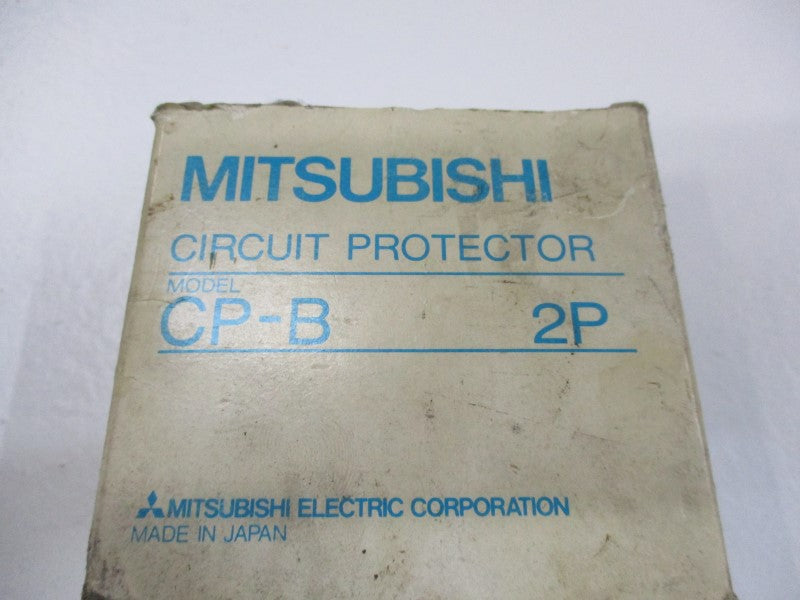 MITSUBISHI
CIRCUIT PROTECTOR
MODEL
CP-B 2P
MITSUBISHI ELECTRIC CORPORATION
MADE IN JAPAN